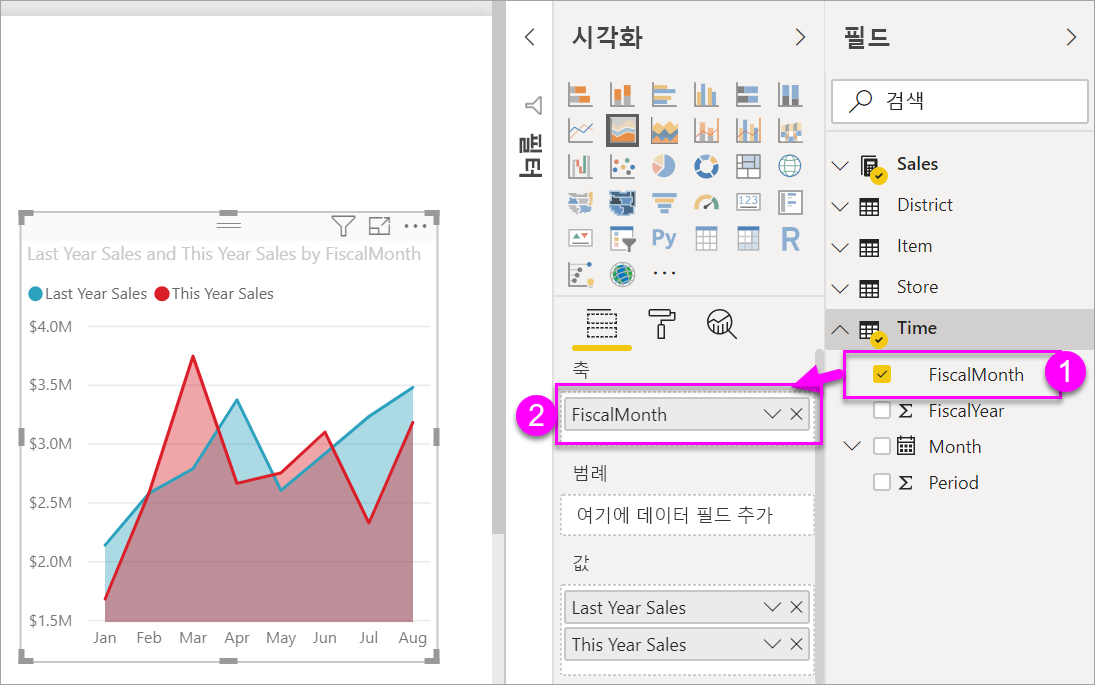 Last Year Sales and This Year Sales by FiscalMonth
Last Year Sales This Year Sales
$4.0M
$3.5M
$3.0M
$2.5M
$2.0M
$1.5M
Jan Feb Mar Apr May Jun Jul Aug
필터
시각화
123
Py
R
축
2
FiscalMonth
범례
여기에 데이터 필드 추가
값
Last Year Sales
This Year Sales
필드
검색
Sales
District
Item
Store
Time
FiscalMonth 1
Σ FiscalYear
Month
Σ Period